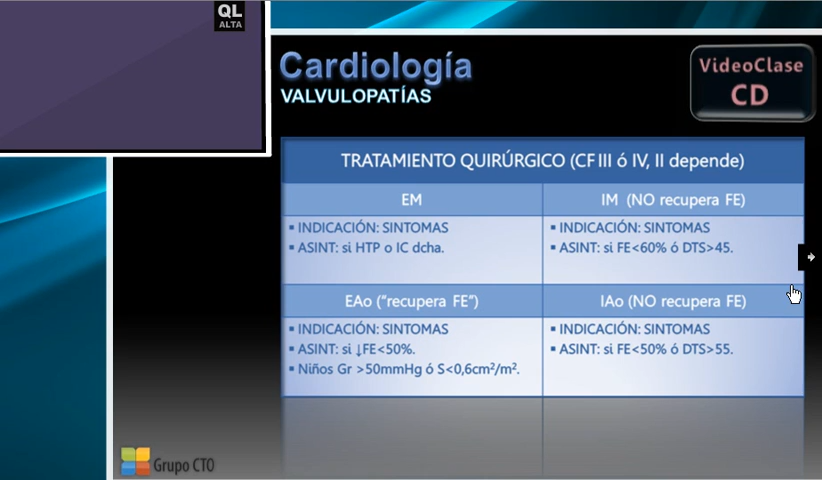 QL
ALTA
Cardiología
VALVULOPATÍAS
VideoClase
CD
TRATAMIENTO QUIRÚRGICO (CF III ó IV, II depende)
EM
IM (NO recupera FE)
▪ INDICACIÓN: SINTOMAS
▪ ASINT: si HTP o IC dcha.
▪ INDICACIÓN: SINTOMAS
▪ ASINT: si FE<60% ó DTS>45.
EAo ("recupera FE")
IAo (NO recupera FE)
▪ INDICACIÓN: SINTOMAS
▪ ASINT: si ↓FE<50%.
▪ Niños Gr >50mmHg ó S<0,6cm²/m².
▪ INDICACIÓN: SINTOMAS
▪ ASINT: si FE<50% ó DTS>55.
Grupo CTO